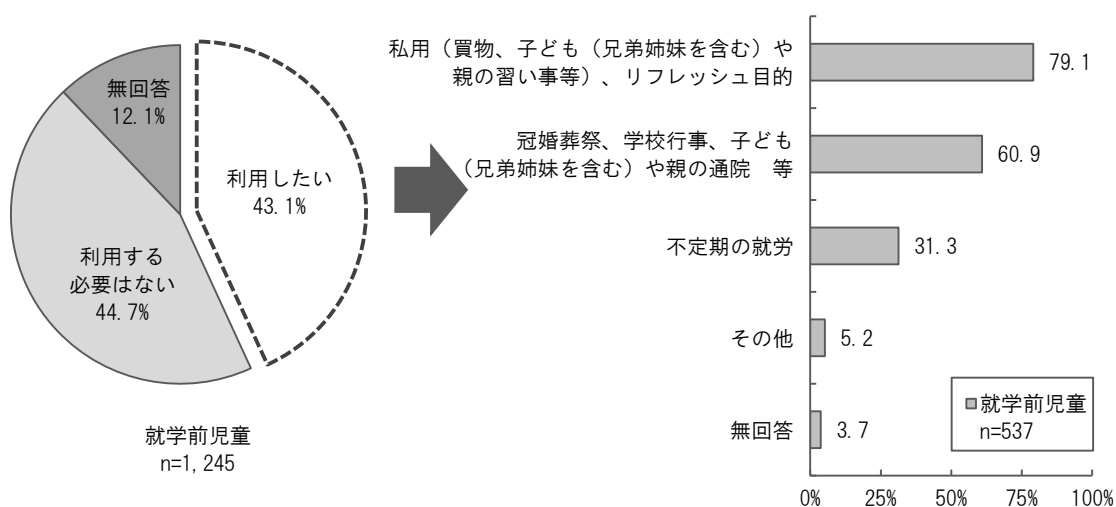 無回答
12.1%
利用したい
43.1%
利用する
必要はない
44.7%
就学前児童
n=1,245
私用（買物、子ども（兄弟姉妹を含む）や
親の習い事等）、リフレッシュ目的
79.1
冠婚葬祭、学校行事、子ども
（兄弟姉妹を含む）や親の通院　等
60.9
不定期の就労
31.3
その他
5.2
無回答
3.7
就学前児童
n=537
0% 25% 50% 75% 100%